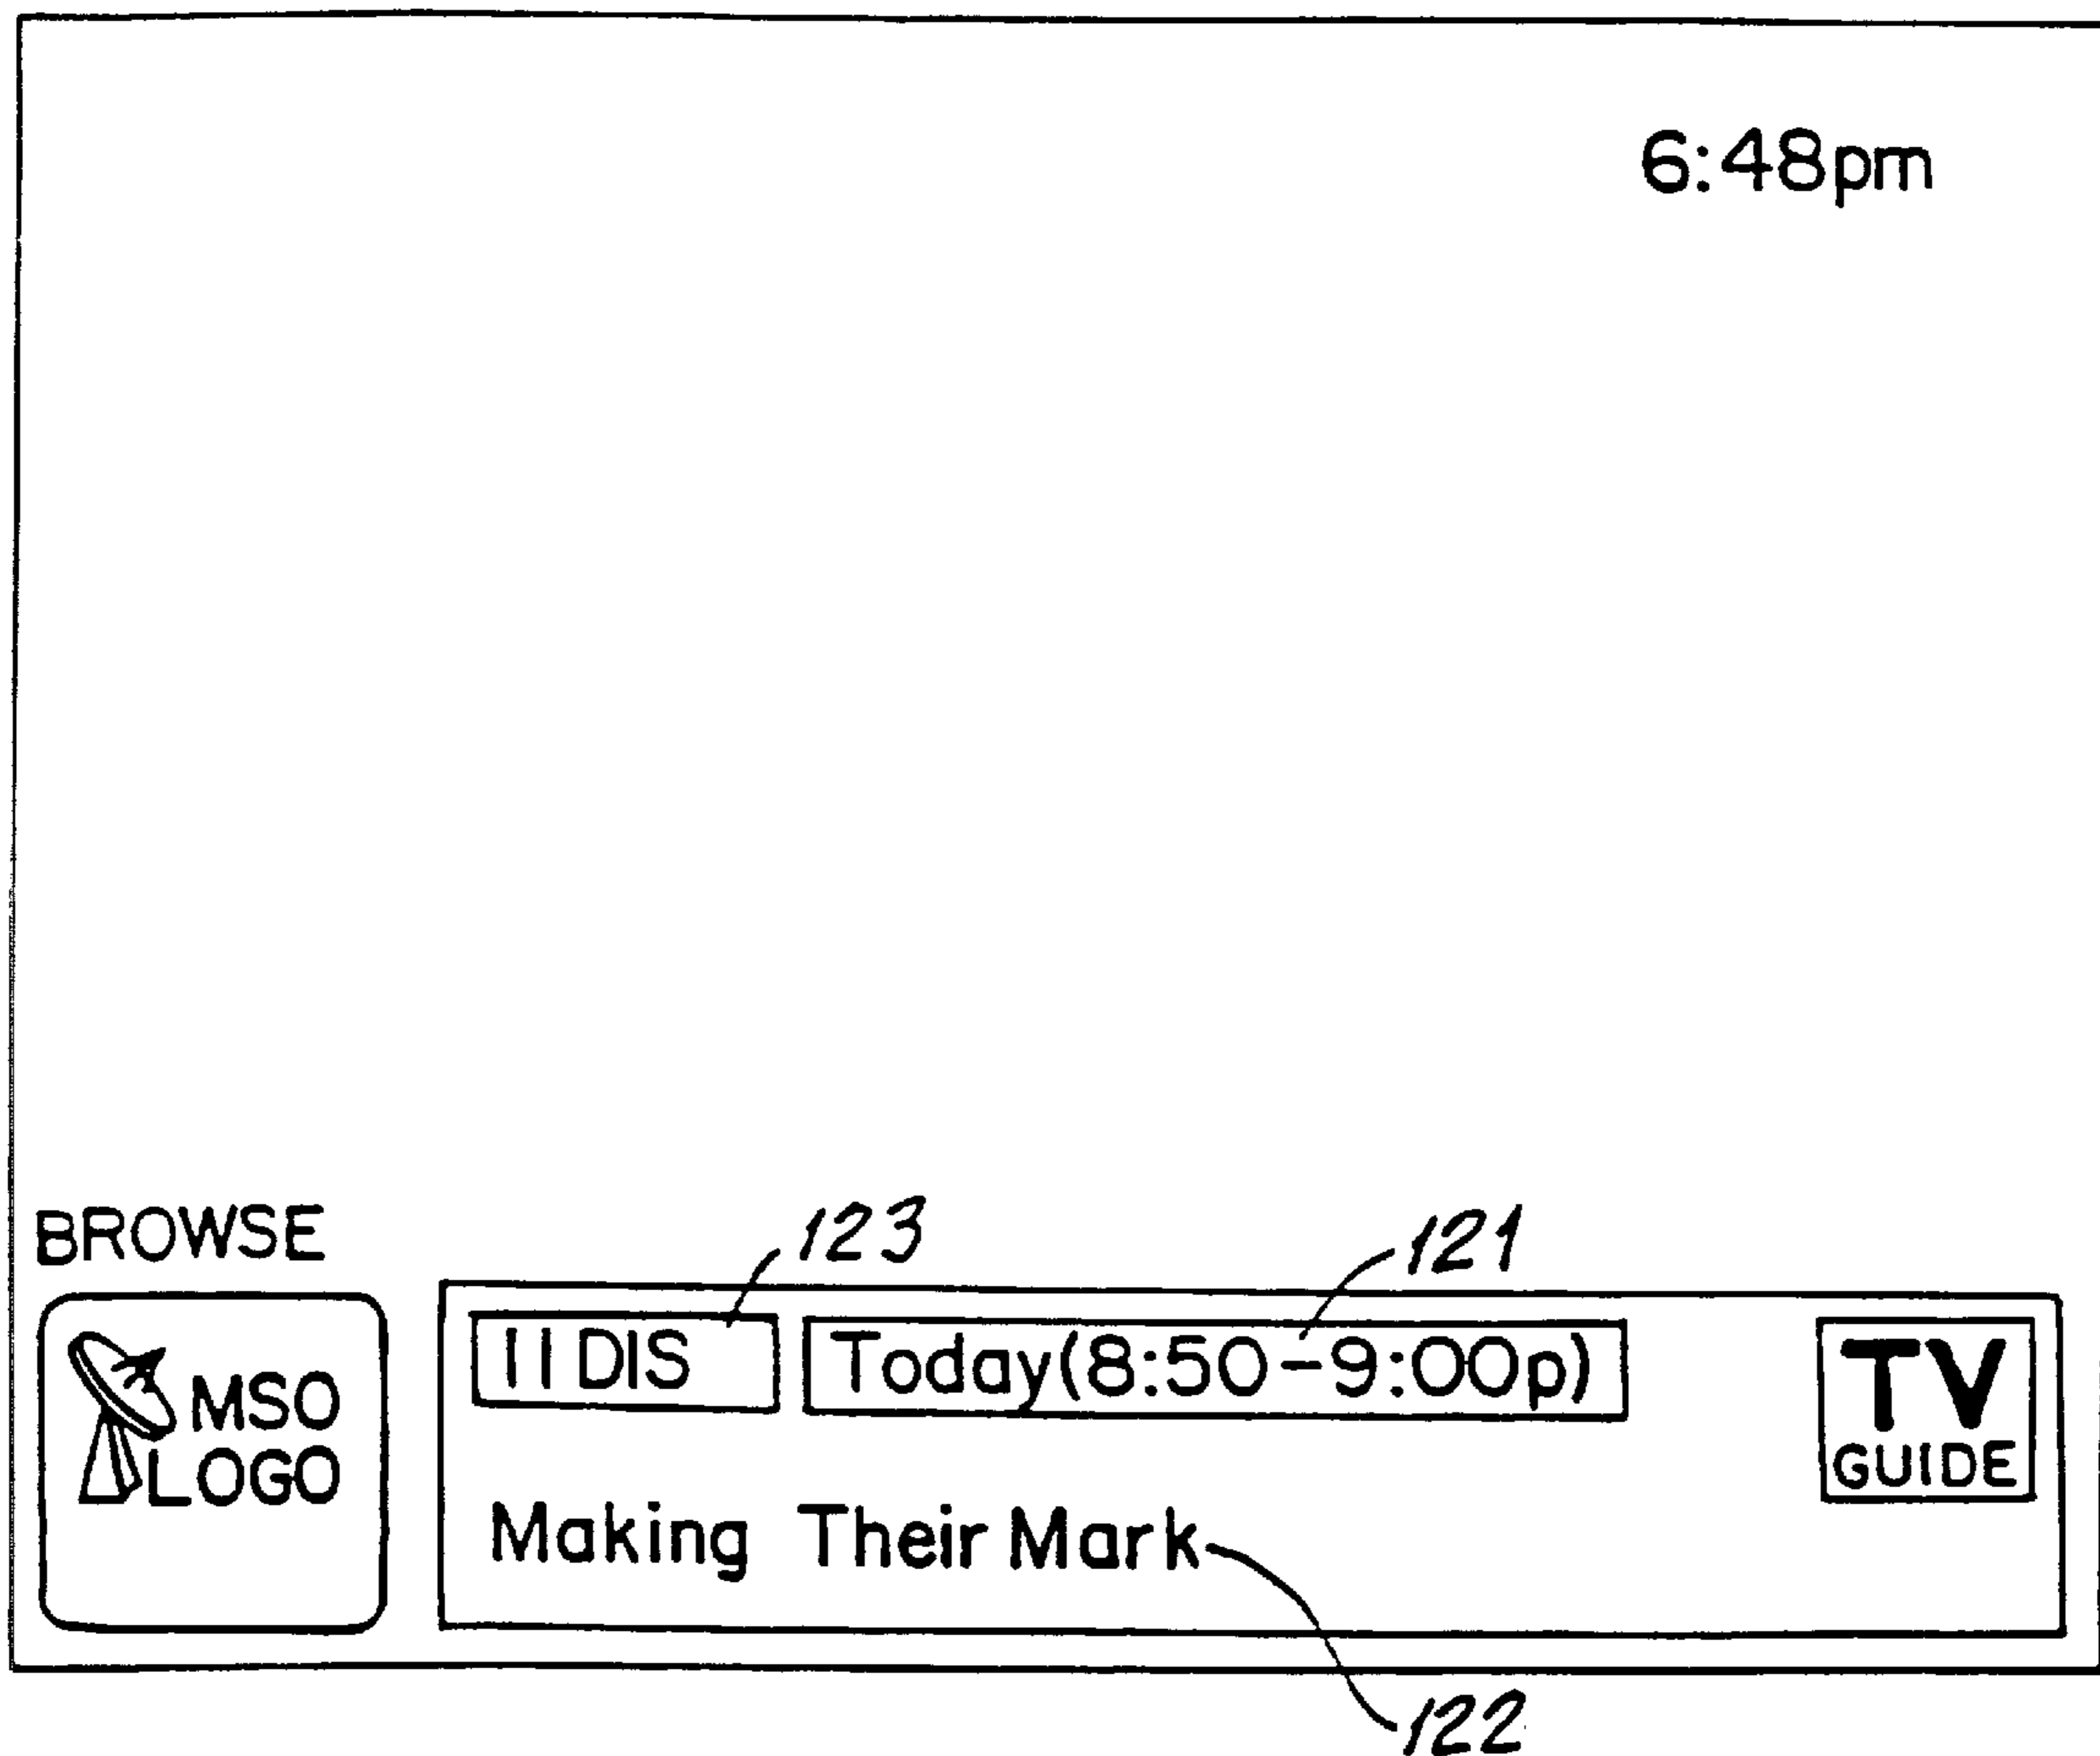 6:48pm
BROWSE
123
121
11 DIS
Today(8:50-9:00p)
TV
GUIDE
MSO
LOGO
Making Their Mark
122